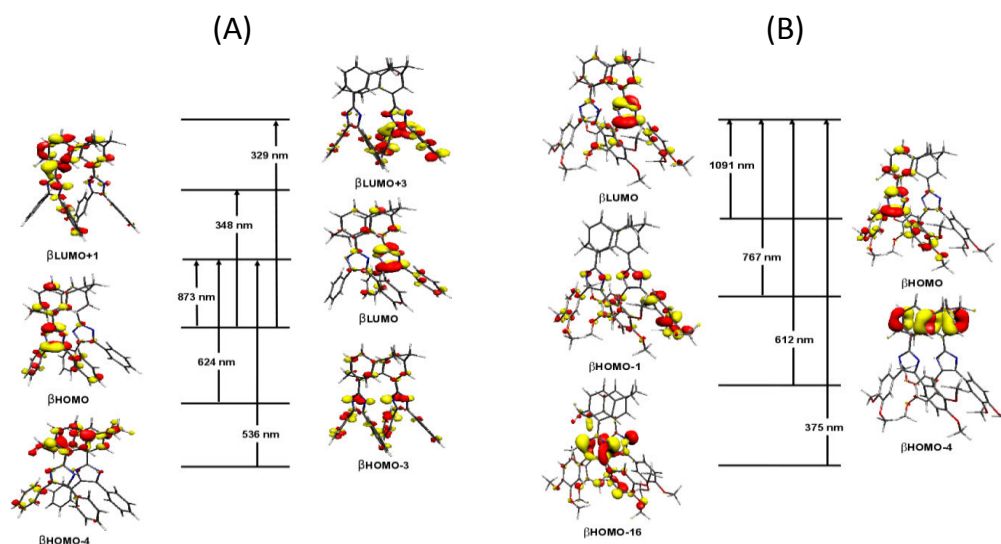 (A)
(B)
329 nm
βLUMO+3
βLUMO+1
348 nm
βLUMO
873 nm
βHOMO
624 nm
536 nm
βHOMO-3
βHOMO-4
βLUMO
1091 nm
βHOMO
767 nm
βHOMO-1
612 nm
375 nm
βHOMO-4
βHOMO-16